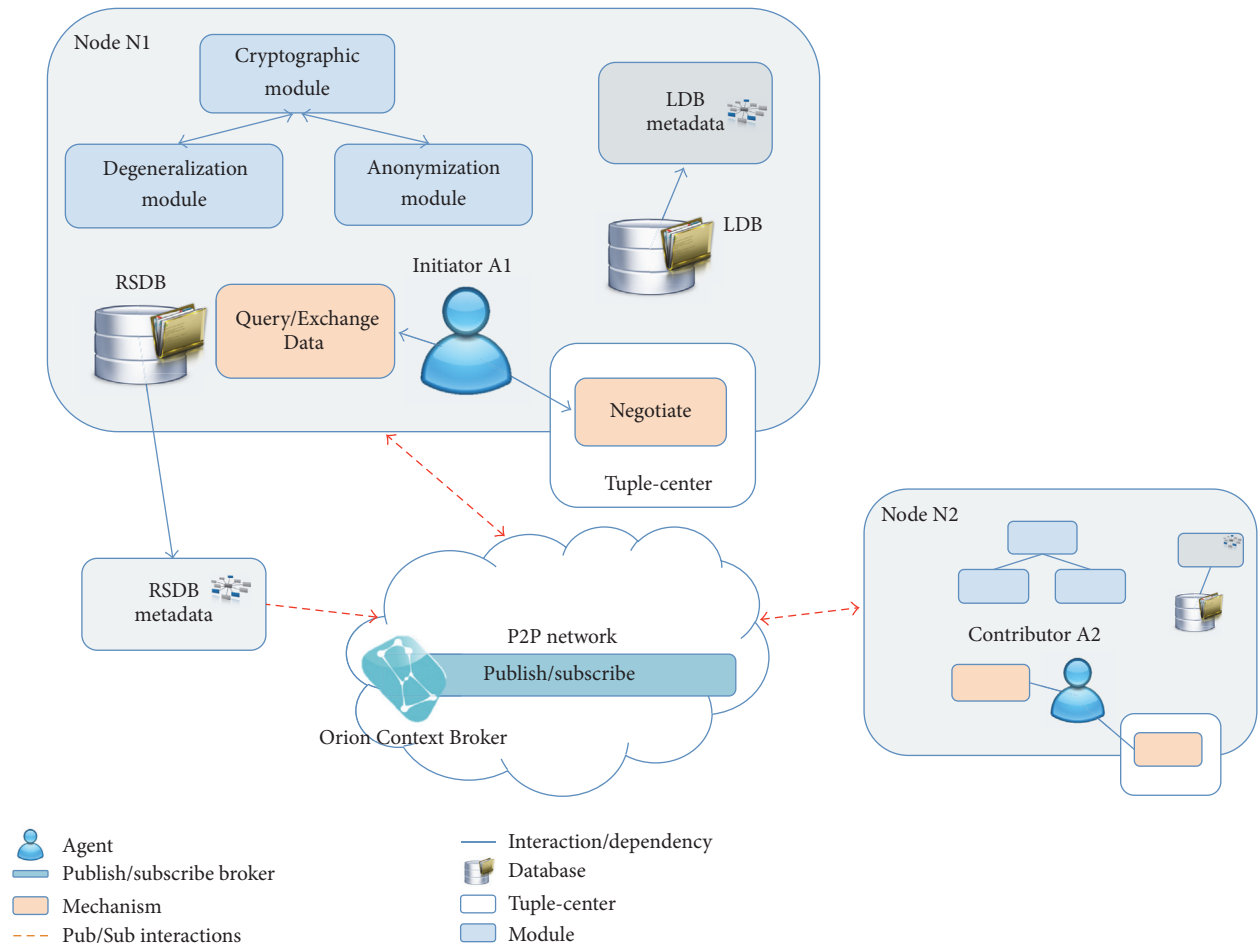 Node N1
Cryptographic
module
Degeneralization
module
Anonymization
module
LDB
metadata
LDB
RSDB
Query/Exchange
Data
Initiator A1
Negotiate
Tuple-center
RSDB
metadata
P2P network
Publish/subscribe
Orion Context Broker
Node N2
Contributor A2
Agent
Publish/subscribe broker
Mechanism
Pub/Sub interactions
Interaction/dependency
Database
Tuple-center
Module